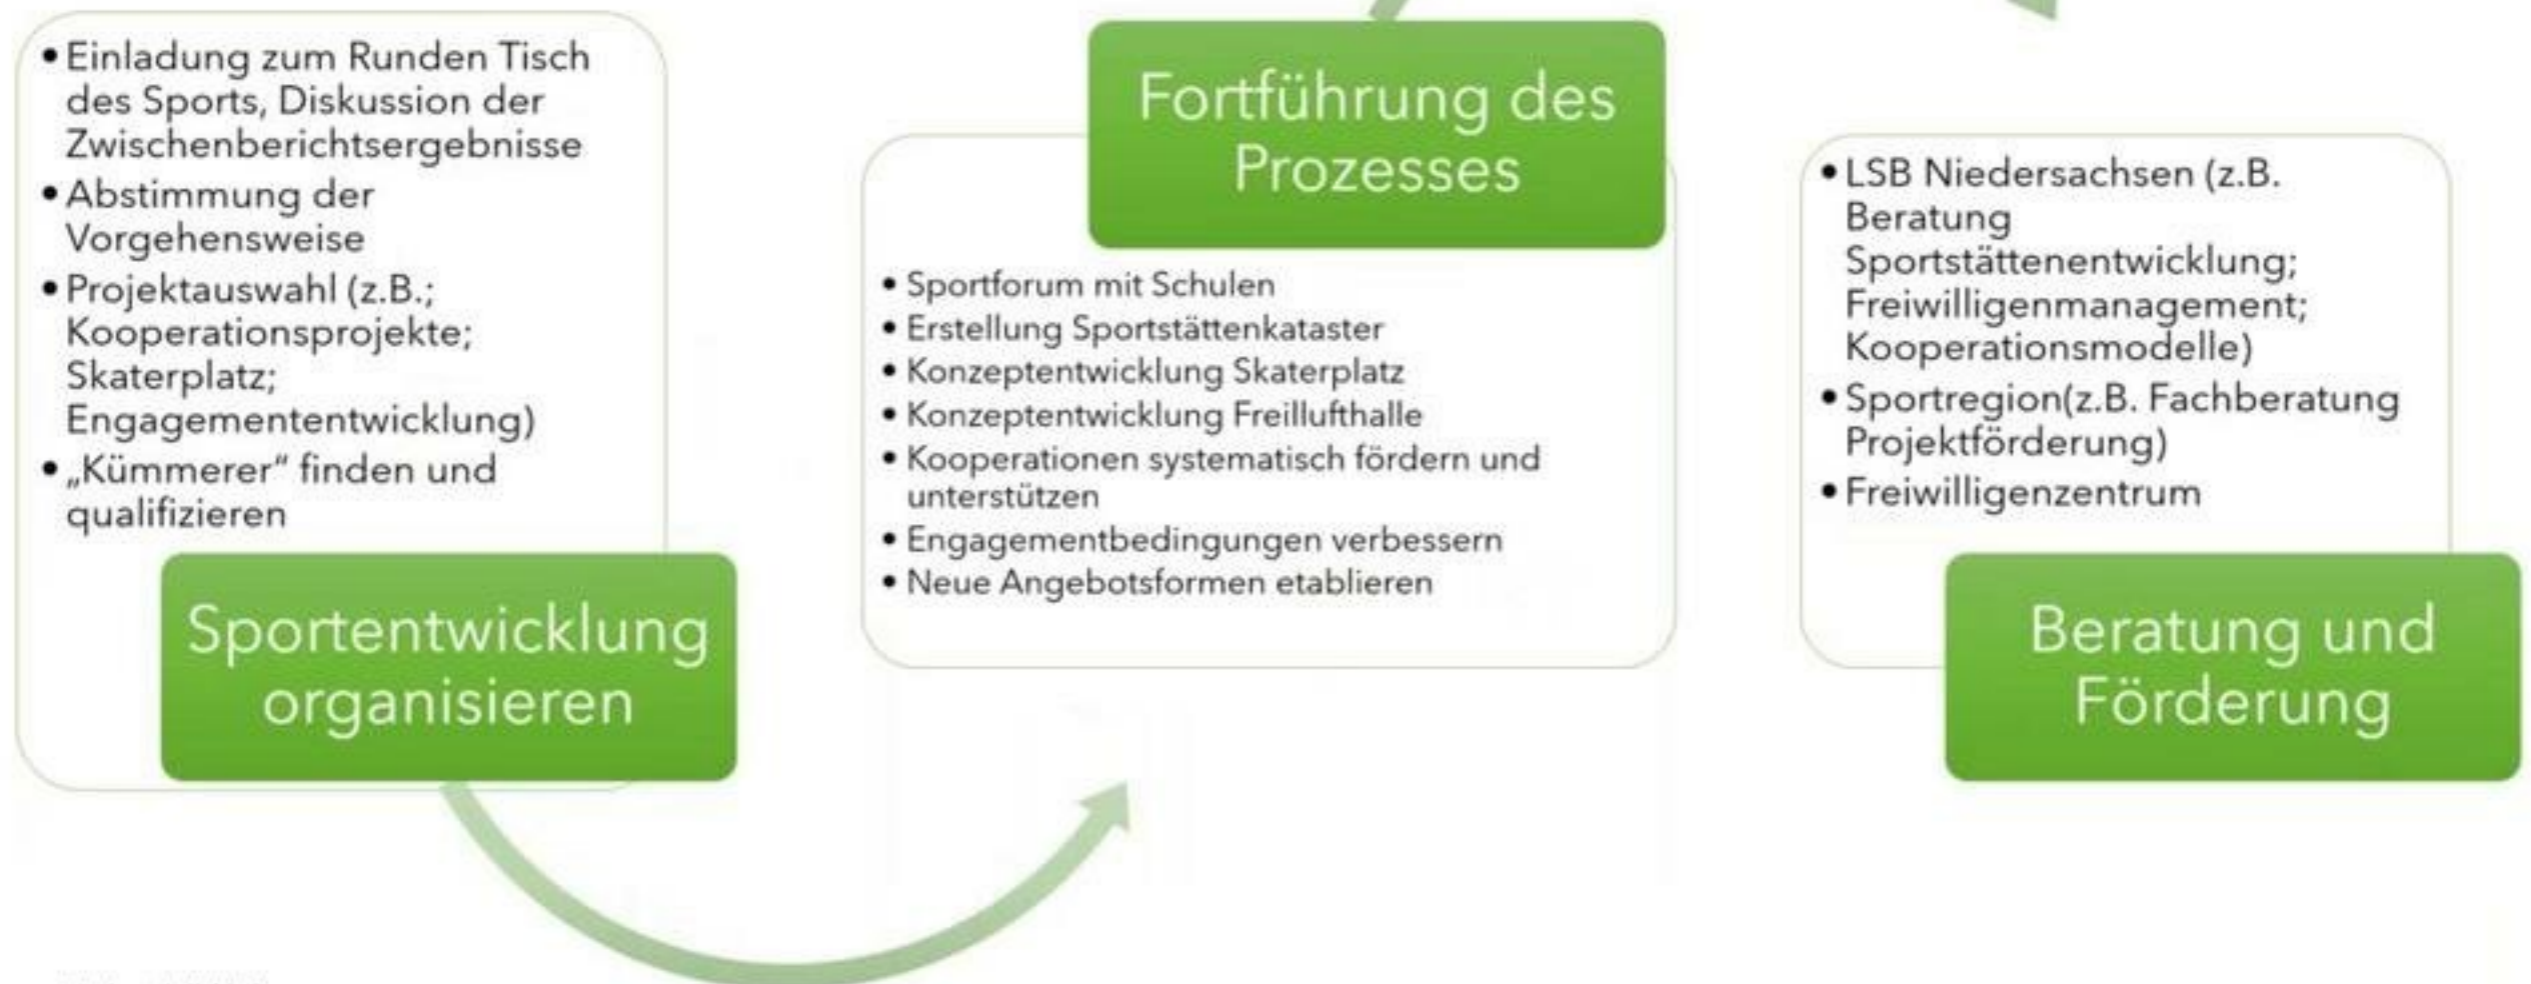 • Einladung zum Runden Tisch
des Sports, Diskussion der
Zwischenberichtsergebnisse
• Abstimmung der
Vorgehensweise
• Projektauswahl (z.B.;
Kooperationsprojekte;
Skaterplatz;
Engagemententwicklung)
• „Kümmerer“ finden und
qualifizieren
Sportentwicklung
organisieren
Fortführung des
Prozesses
• Sportforum mit Schulen
• Erstellung Sportstättenkataster
• Konzeptentwicklung Skaterplatz
• Konzeptentwicklung Freillufthalle
• Kooperationen systematisch fördern und
unterstützen
• Engagementbedingungen verbessern
• Neue Angebotsformen etablieren
• LSB Niedersachsen (z.B.
Beratung
Sportstättenentwicklung;
Freiwilligenmanagement;
Kooperationsmodelle)
• Sportregion(z.B. Fachberatung
Projektförderung)
• Freiwilligenzentrum
Beratung und
Förderung